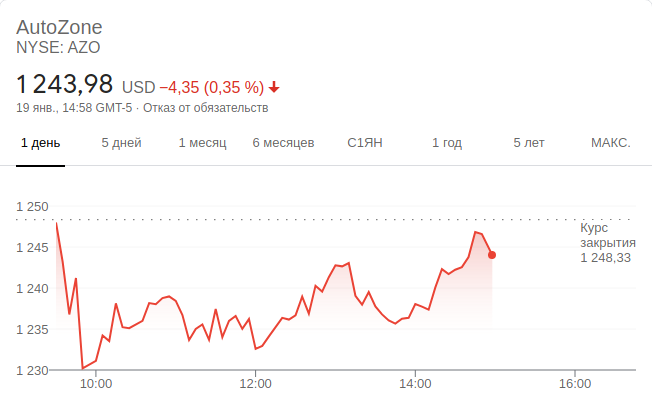 AutoZone
NYSE: AZO
1 243,98 USD −4,35 (0,35 %)
19 янв., 14:58 GMT-5 · Отказ от обязательств
1 день 5 дней 1 месяц 6 месяцев С1ЯН 1 год 5 лет МАКС.
1 250
Курс
закрытия
1 248,33
1 245
1 240
1 235
1 230
10:00 12:00 14:00 16:00